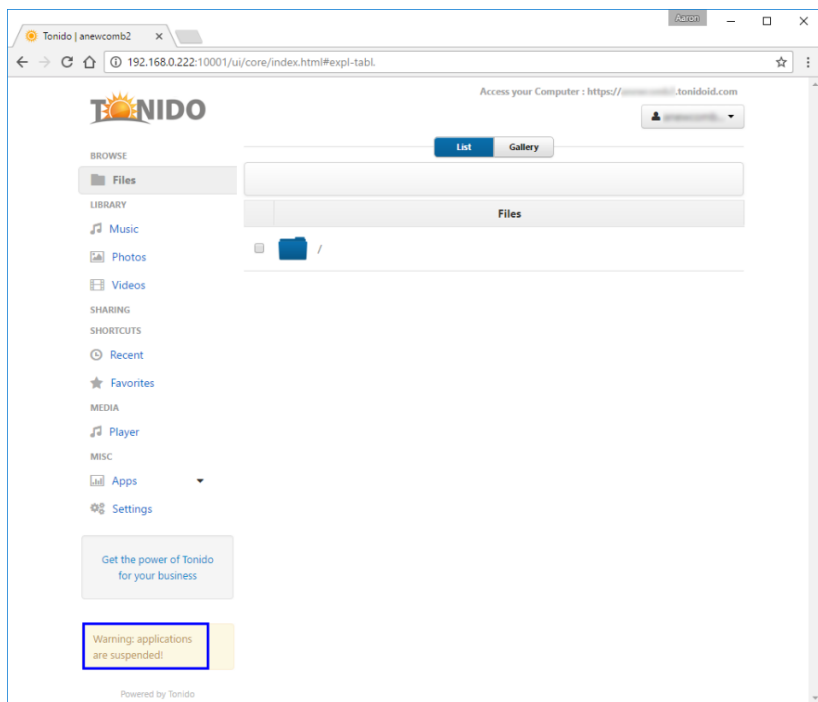 Aaron
Tonido | anewcomb2
192.168.0.222:10001/ui/core/index.html#expl-tabl.
Access your Computer : https:// .tonidoid.com
TONIDO
BROWSE
List Gallery
Files
LIBRARY
Files
Music
/
Photos
Videos
SHARING
SHORTCUTS
Recent
Favorites
MEDIA
Player
MISC
Apps
Settings
Get the power of Tonido
for your business
Warning: applications
are suspended!
Powered by Tonido